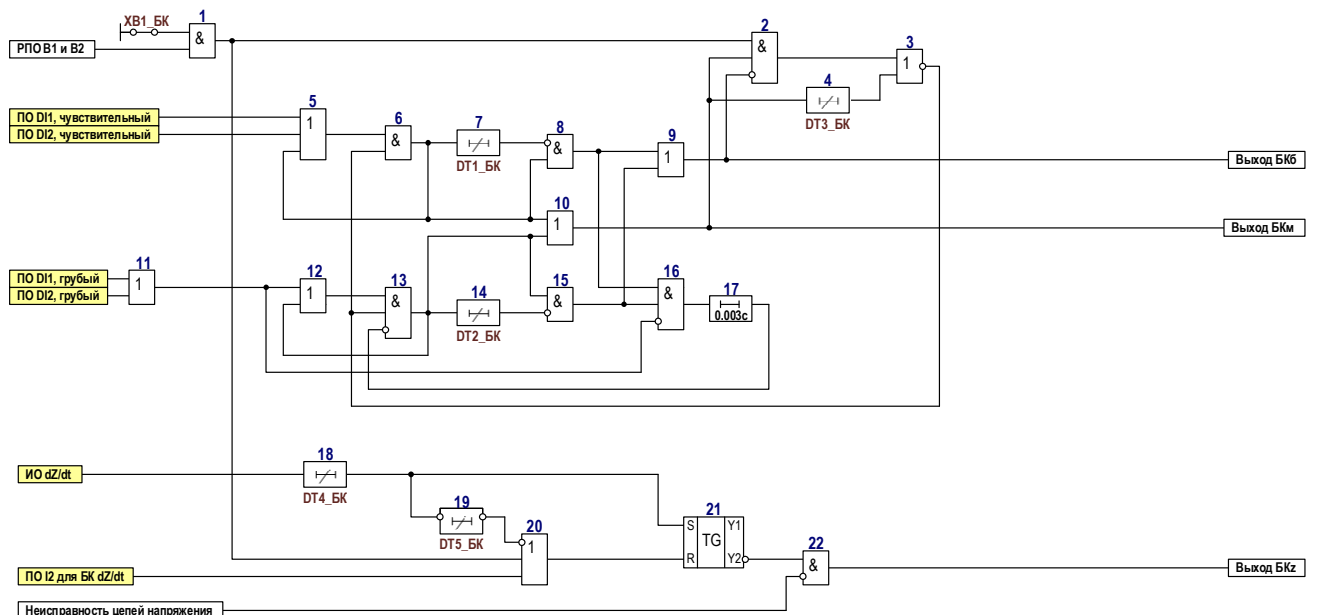 XB1_БК
1
&
РПО В1 и В2
2
&
3
1
4
DT3_БК
ПО DI1, чувствительный
ПО DI2, чувствительный
5
1
6
&
7
DT1_БК
8
&
9
1
Выход БКб
10
1
Выход БКм
ПО DI1, грубый
ПО DI2, грубый
11
1
12
1
13
&
14
DT2_БК
15
&
16
&
17
0.003с
ИО dZ/dt
18
DT4_БК
19
DT5_БК
20
1
21
S
TG
Y1
R
Y2
22
&
Выход БКz
ПО I2 для БК dZ/dt
Неисправность цепей напряжения